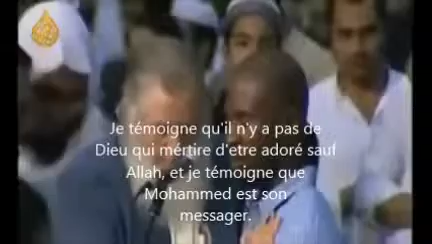 Je témoigne qu'il n'y a pas de
Dieu qui mértire d'etre adoré sauf
Allah, et je témoigne que
Mohammed est son
messager.